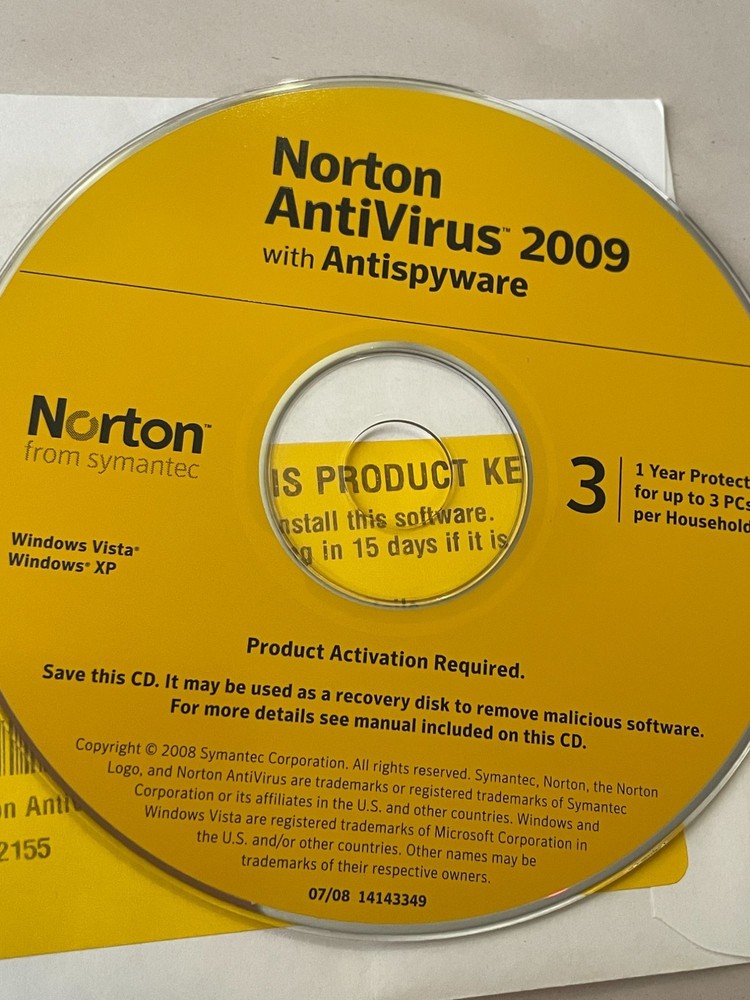 Norton
AntiVirus™ 2009
with Antispyware
Norton™
from symantec
Windows Vista®
Windows® XP
IS PRODUCT KE
nstall this software.
g in 15 days if it is
3
1 Year Protect
for up to 3 PCs
per Household
Product Activation Required.
Save this CD. It may be used as a recovery disk to remove malicious software.
For more details see manual included on this CD.
Copyright © 2008 Symantec Corporation. All rights reserved. Symantec, Norton, the Norton
Logo, and Norton AntiVirus are trademarks or registered trademarks of Symantec
Corporation or its affiliates in the U.S. and other countries. Windows and
Windows Vista are registered trademarks of Microsoft Corporation in
the U.S. and/or other countries. Other names may be
trademarks of their respective owners.
07/08 14143349
n Antiv
2155